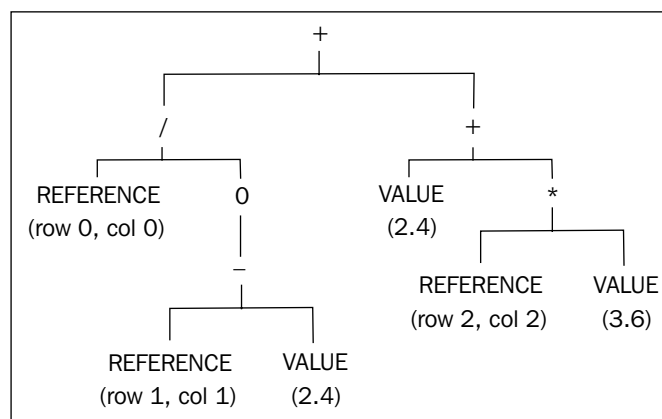 +
/ +
REFERENCE 0 VALUE *
(row 0, col 0) (2.4)
– REFERENCE VALUE
(row 2, col 2) (3.6)
REFERENCE VALUE
(row 1, col 1) (2.4)